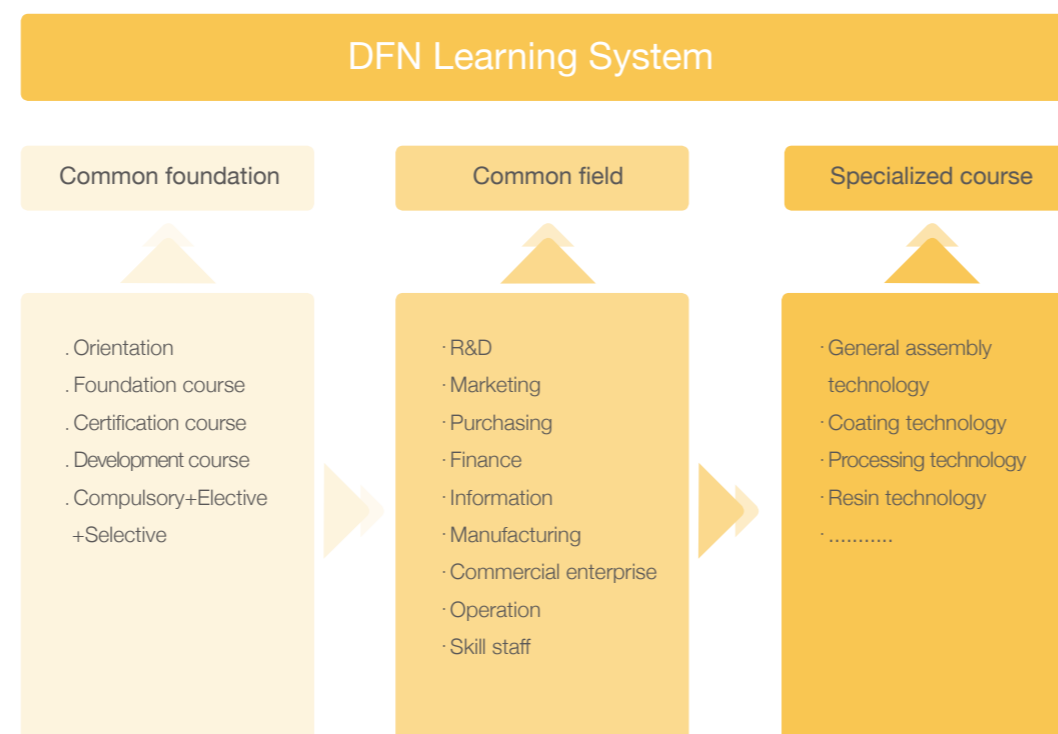 DFN Learning System
Common foundation
. Orientation
. Foundation course
. Certification course
. Development course
. Compulsory+Elective
+Selective
Common field
· R&D
· Marketing
· Purchasing
· Finance
· Information
· Manufacturing
· Commercial enterprise
· Operation
· Skill staff
Specialized course
· General assembly
technology
· Coating technology
· Processing technology
· Resin technology
· ...........